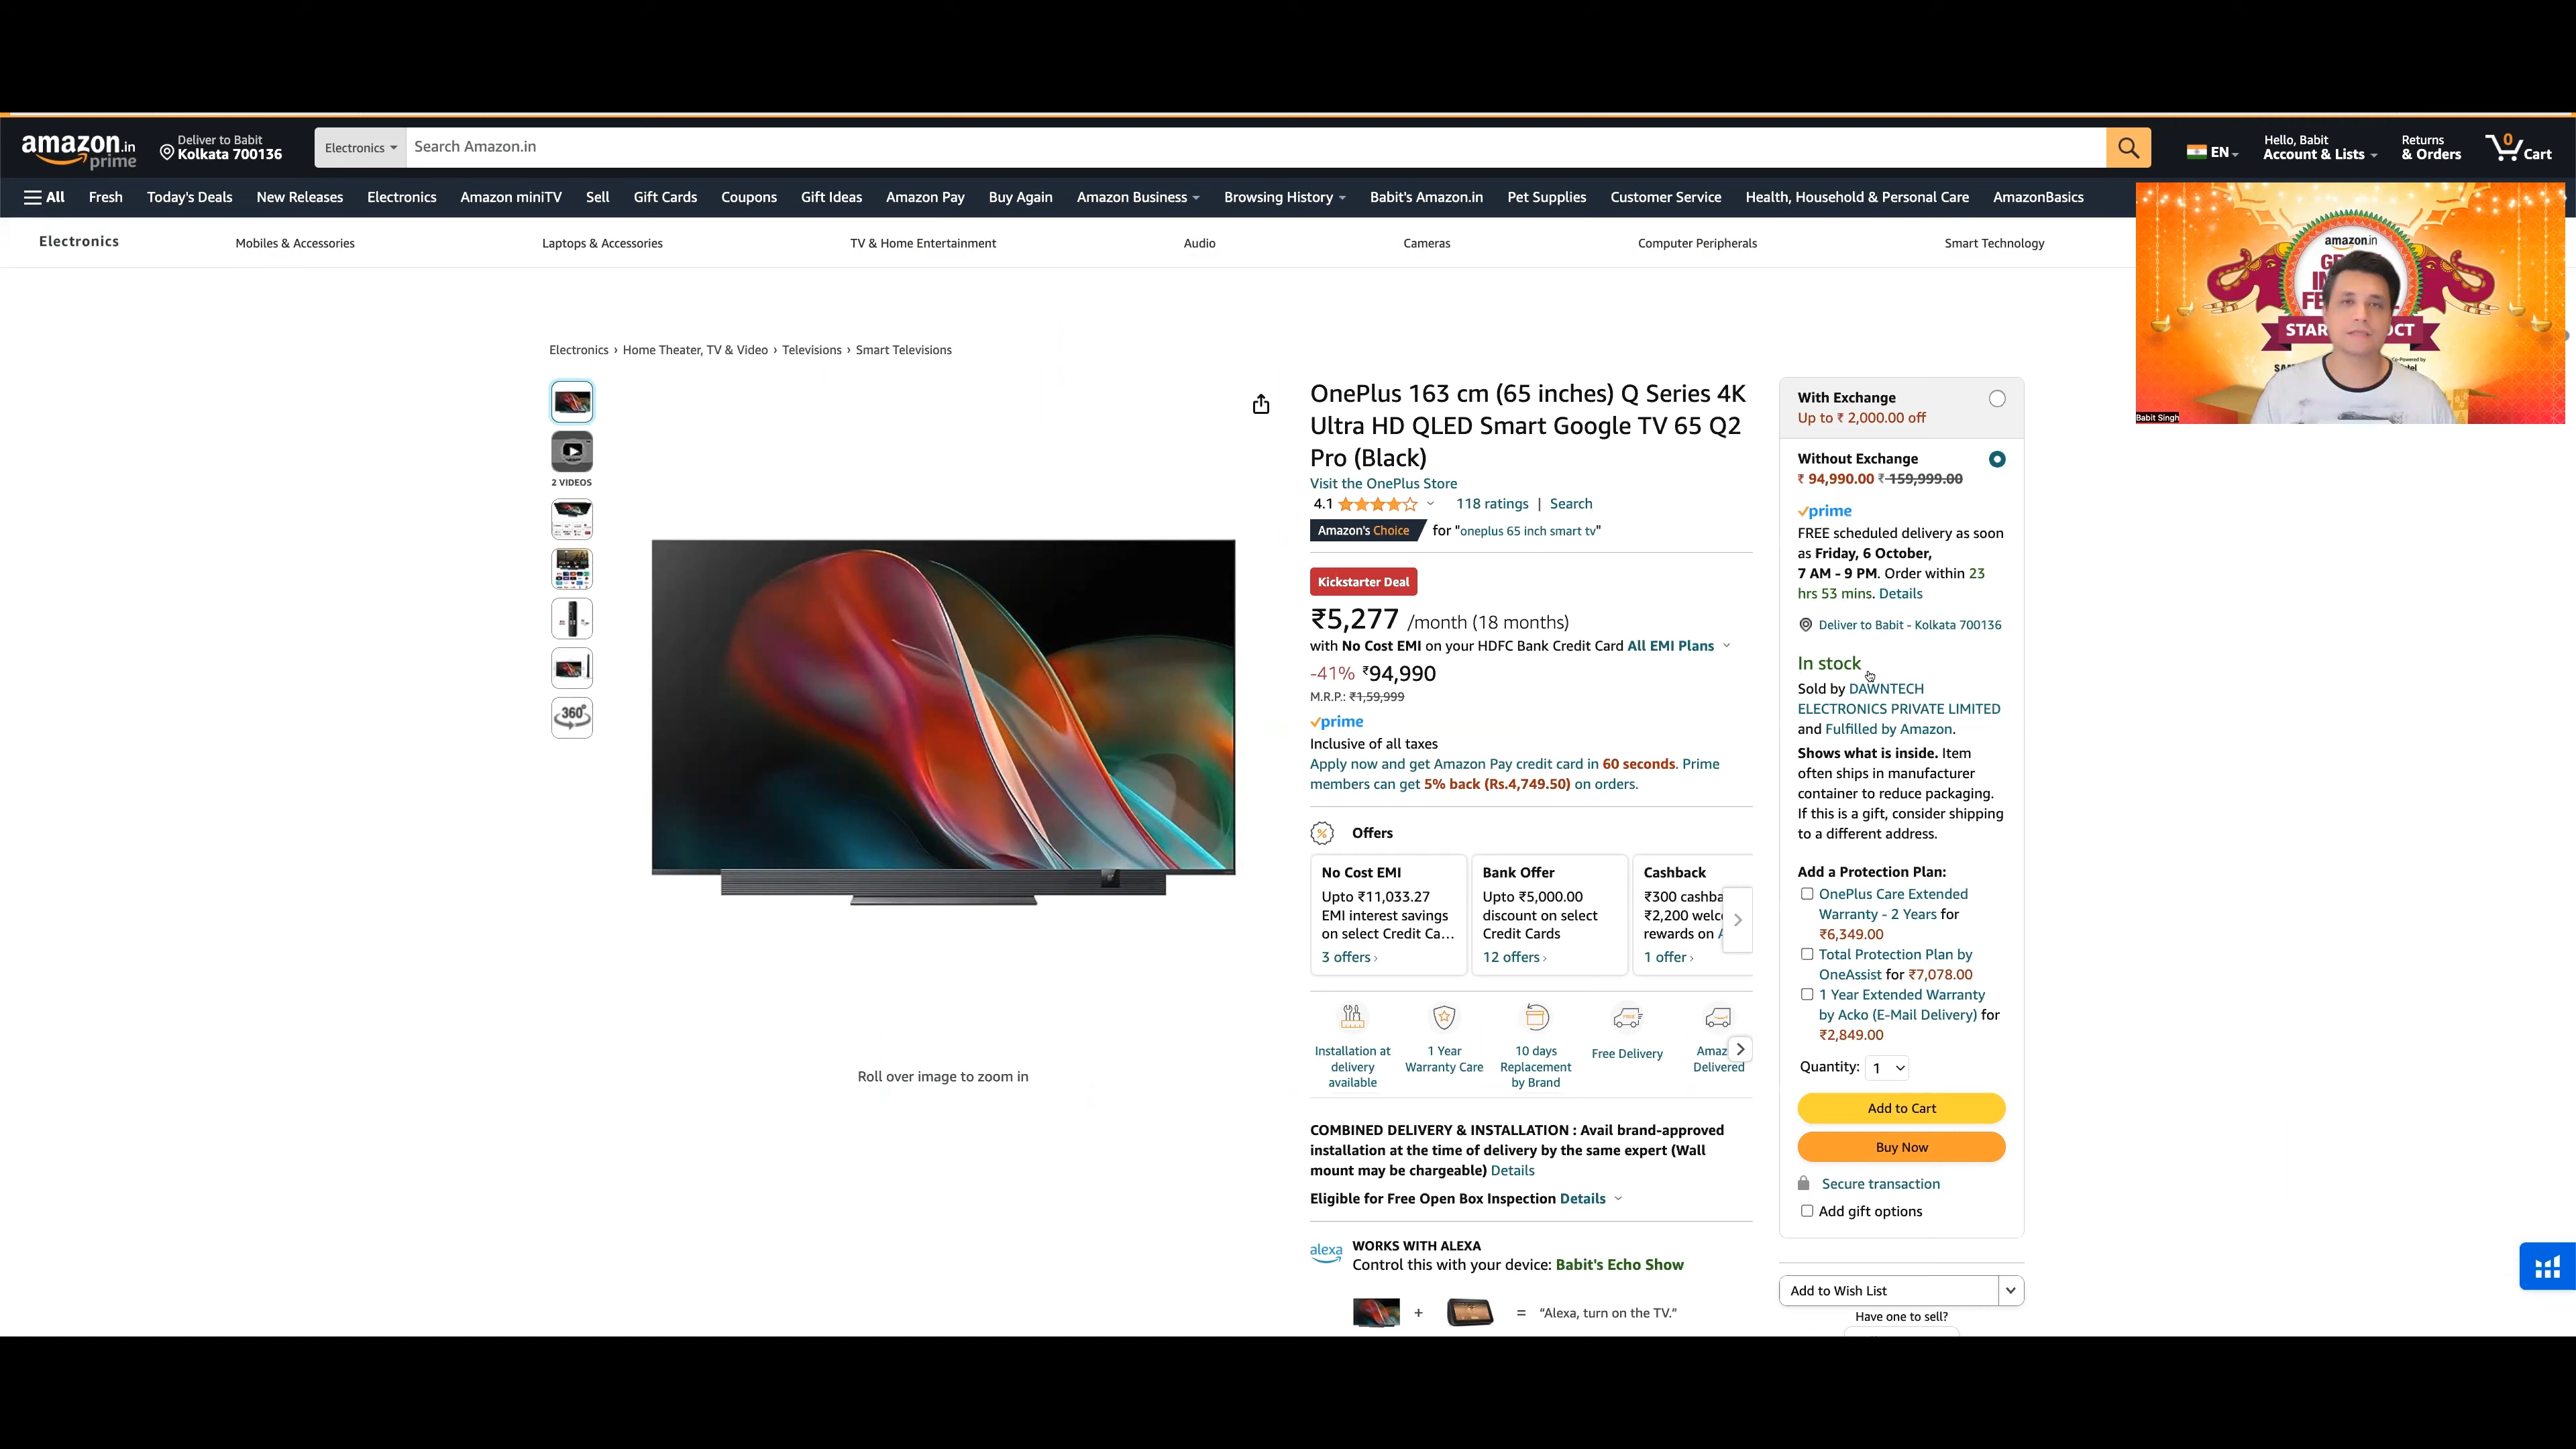 amazon.in
prime
Deliver to Babit
Kolkata 700136
Electronics
Search Amazon.in
EN
Hello, Babit
Account & Lists
Returns
& Orders
0
Cart
All
Fresh
Today's Deals
New Releases
Electronics
Amazon miniTV
Sell
Gift Cards
Coupons
Gift Ideas
Amazon Pay
Buy Again
Amazon Business
Browsing History
Babit's Amazon.in
Pet Supplies
Customer Service
Health, Household & Personal Care
AmazonBasics
Electronics
Mobiles & Accessories
Laptops & Accessories
TV & Home Entertainment
Audio
Cameras
Computer Peripherals
Smart Technology
amazon.in
Babit Singh
Electronics › Home Theater, TV & Video › Televisions › Smart Televisions
2 VIDEOS
360°
Roll over image to zoom in
OnePlus 163 cm (65 inches) Q Series 4K
Ultra HD QLED Smart Google TV 65 Q2
Pro (Black)
Visit the OnePlus Store
4.1
118 ratings | Search
Amazon's Choice for "oneplus 65 inch smart tv"
Kickstarter Deal
₹5,277 /month (18 months)
with No Cost EMI on your HDFC Bank Credit Card All EMI Plans
-41% ₹94,990
M.R.P.: ₹1,59,999
prime
Inclusive of all taxes
Apply now and get Amazon Pay credit card in 60 seconds. Prime
members can get 5% back (Rs.4,749.50) on orders.
Offers
No Cost EMI
Upto ₹11,033.27
EMI interest savings
on select Credit Ca…
3 offers ›
Bank Offer
Upto ₹5,000.00
discount on select
Credit Cards
12 offers ›
Cashback
₹300 cashba
₹2,200 welc
rewards on A
1 offer ›
Installation at
delivery
available
1 Year
Warranty Care
10 days
Replacement
by Brand
FREE
Free Delivery
Amaz
Delivered
COMBINED DELIVERY & INSTALLATION : Avail brand-approved
installation at the time of delivery by the same expert (Wall
mount may be chargeable) Details
Eligible for Free Open Box Inspection Details
alexa
WORKS WITH ALEXA
Control this with your device: Babit's Echo Show
+
= "Alexa, turn on the TV."
With Exchange
Up to ₹ 2,000.00 off
Without Exchange
₹ 94,990.00 ₹ 159,999.00
prime
FREE scheduled delivery as soon
as Friday, 6 October,
7 AM - 9 PM. Order within 23
hrs 53 mins. Details
Deliver to Babit - Kolkata 700136
In stock
Sold by DAWNTECH
ELECTRONICS PRIVATE LIMITED
and Fulfilled by Amazon.
Shows what is inside. Item
often ships in manufacturer
container to reduce packaging.
If this is a gift, consider shipping
to a different address.
Add a Protection Plan:
OnePlus Care Extended
Warranty - 2 Years for
₹6,349.00
Total Protection Plan by
OneAssist for ₹7,078.00
1 Year Extended Warranty
by Acko (E-Mail Delivery) for
₹2,849.00
Quantity: 1
Add to Cart
Buy Now
Secure transaction
Add gift options
Add to Wish List
Have one to sell?